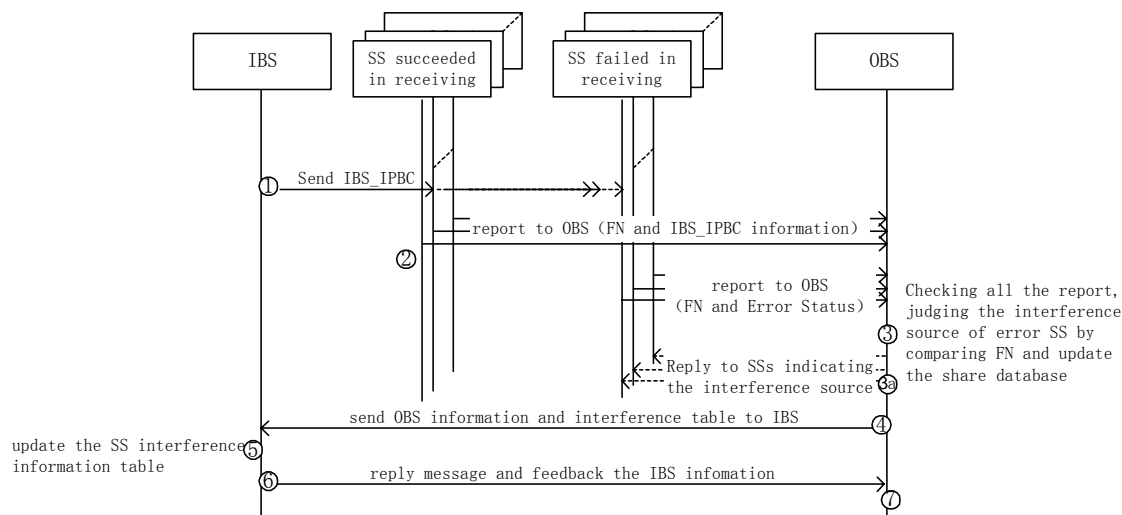 IBS
SS succeeded
in receiving
SS failed in
receiving
OBS
① Send IBS_IPBC
report to OBS（FN and IBS_IPBC information）
②
report to OBS
（FN and Error Status）
Checking all the report,
judging the interference
source of error SS by
comparing FN and update
the share database
③
Reply to SSs indicating
the interference source
3a
send OBS information and interference table to IBS
④
update the SS interference
information table
⑤
⑥
reply message and feedback the IBS infomation
⑦